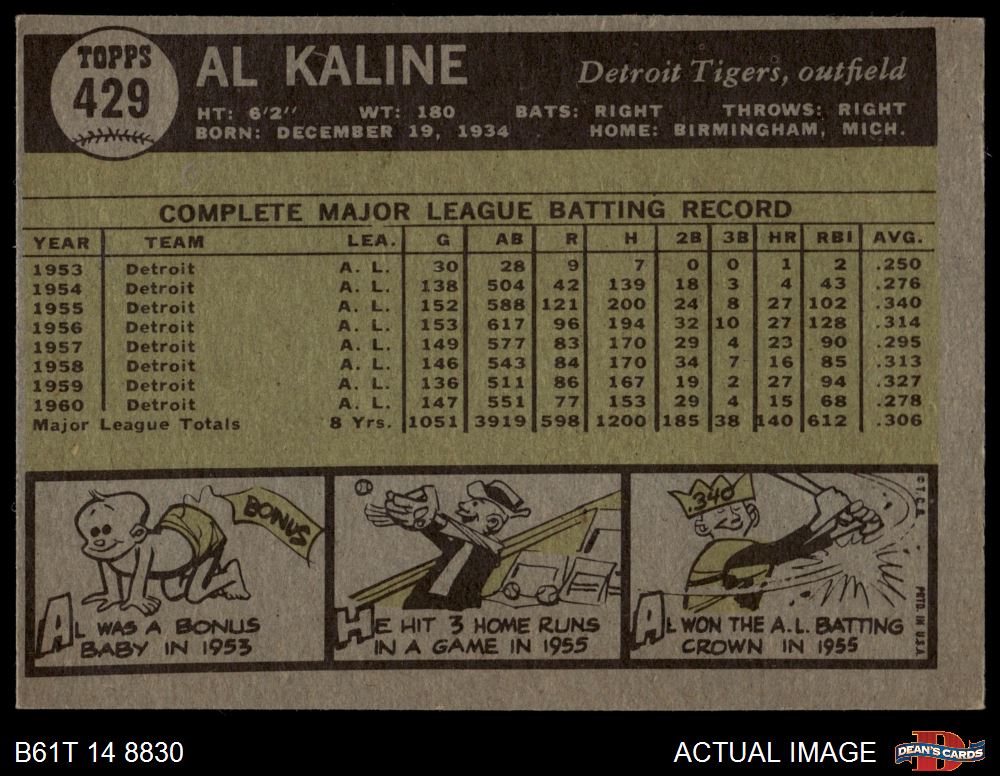 TOPPS
429
AL KALINE
Detroit Tigers, outfield
HT: 6'2" WT: 180 BATS: RIGHT THROWS: RIGHT
BORN: DECEMBER 19, 1934 HOME: BIRMINGHAM, MICH.
COMPLETE MAJOR LEAGUE BATTING RECORD
YEAR TEAM LEA. G AB R H 2B 3B HR RBI AVG.
1953 Detroit A. L. 30 28 9 7 0 0 1 2 .250
1954 Detroit A. L. 138 504 42 139 18 3 4 43 .276
1955 Detroit A. L. 152 588 121 200 24 8 27 102 .340
1956 Detroit A. L. 153 617 96 194 32 10 27 128 .314
1957 Detroit A. L. 149 577 83 170 29 4 23 90 .295
1958 Detroit A. L. 146 543 84 170 34 7 16 85 .313
1959 Detroit A. L. 136 511 86 167 19 2 27 94 .327
1960 Detroit A. L. 147 551 77 153 29 4 15 68 .278
Major League Totals 8 Yrs. 1051 3919 598 1200 185 38 140 612 .306
BONUS
AL WAS A BONUS
BABY IN 1953
HE HIT 3 HOME RUNS
IN A GAME IN 1955
.340
AL WON THE A.L. BATTING
CROWN IN 1955
©T.C.G.
PRTD. IN U.S.A.
B61T 14 8830
ACTUAL IMAGE
DEAN'S CARDS